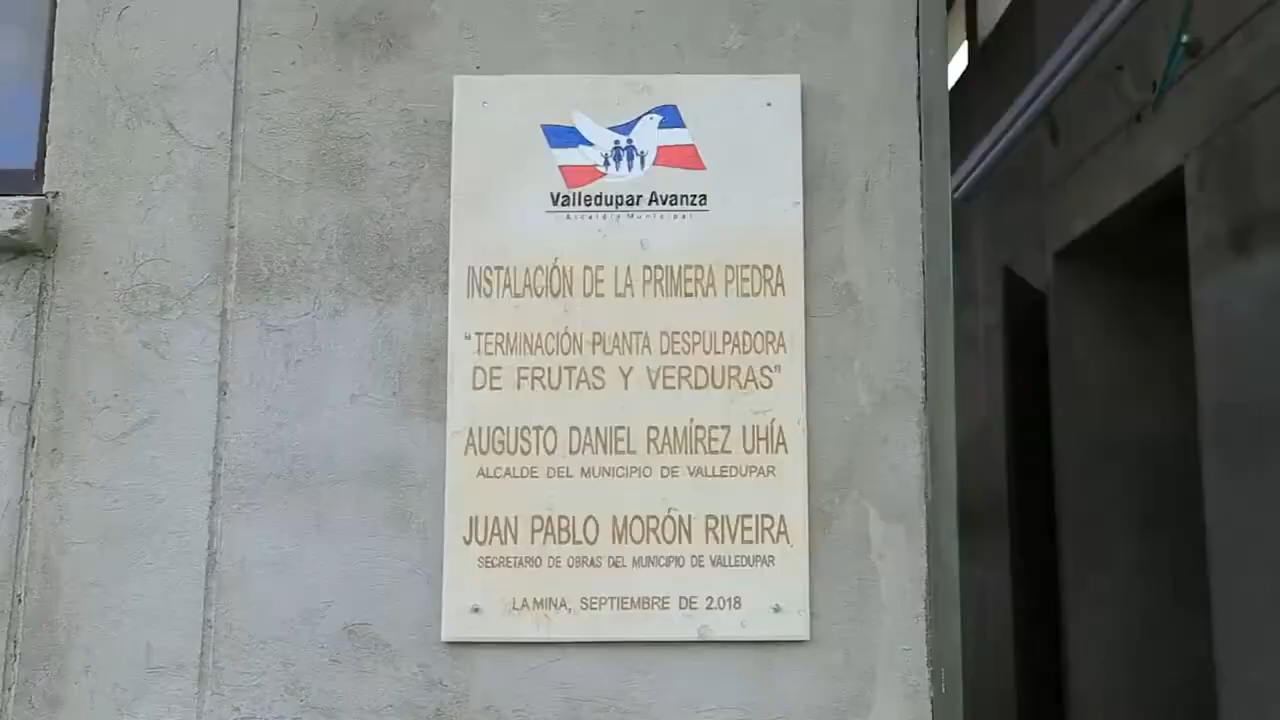 Valledupar Avanza
Alcaldía Municipal
INSTALACIÓN DE LA PRIMERA PIEDRA
"TERMINACIÓN PLANTA DESPULPADORA
DE FRUTAS Y VERDURAS"
AUGUSTO DANIEL RAMÍREZ UHÍA
ALCALDE DEL MUNICIPIO DE VALLEDUPAR
JUAN PABLO MORÓN RIVEIRA
SECRETARIO DE OBRAS DEL MUNICIPIO DE VALLEDUPAR
LA MINA, SEPTIEMBRE DE 2.018